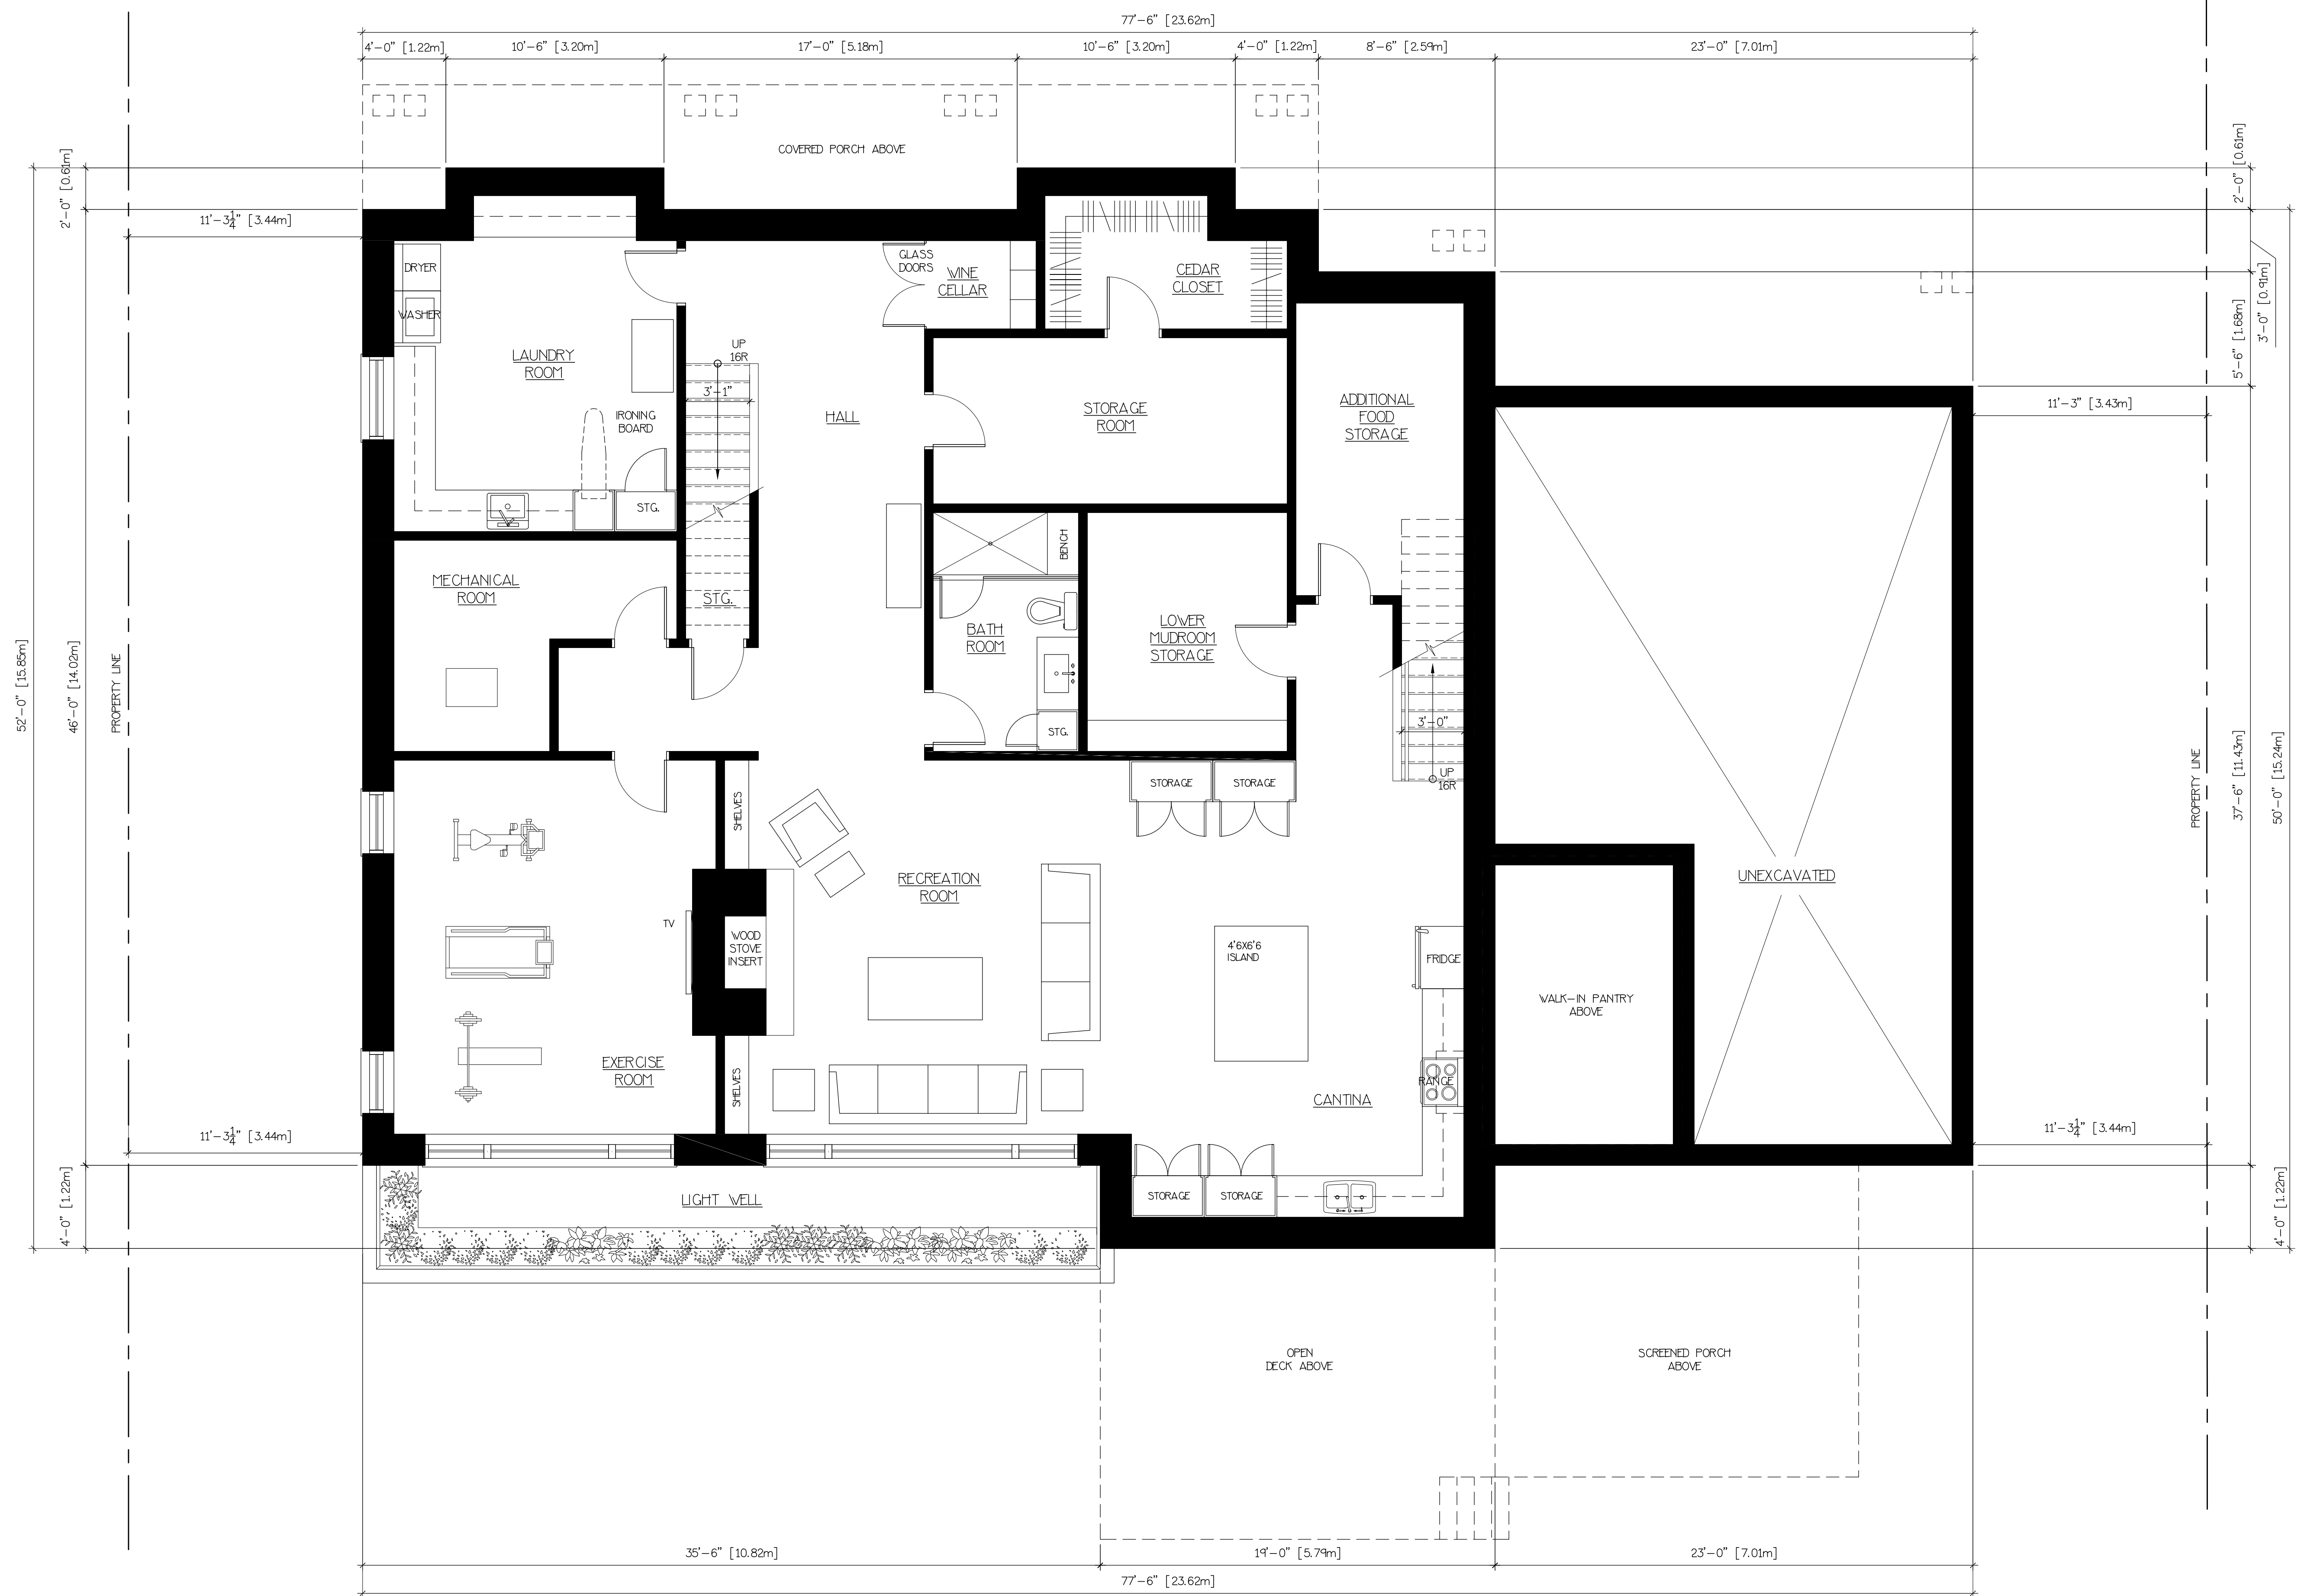 77'-6" [23.62m]
4'-0" [1.22m]
10'-6" [3.20m]
17'-0" [5.18m]
10'-6" [3.20m]
4'-0" [1.22m]
8'-6" [2.59m]
23'-0" [7.01m]
COVERED PORCH ABOVE
2'-0" [0.61m]
2'-0" [0.61m]
11'-3 1/4" [3.44m]
DRYER
WASHER
LAUNDRY
ROOM
IRONING
BOARD
STG.
UP
16R
3'-1"
GLASS
DOORS
WINE
CELLAR
CEDAR
CLOSET
HALL
STORAGE
ROOM
ADDITIONAL
FOOD
STORAGE
3'-0" [0.91m]
5'-6" [1.68m]
11'-3" [3.43m]
BENCH
MECHANICAL
ROOM
STG.
BATH
ROOM
STG.
LOWER
MUDROOM
STORAGE
3'-0"
UP
16R
52'-0" [15.85m]
46'-0" [14.02m]
PROPERTY LINE
PROPERTY LINE
37'-6" [11.43m]
50'-0" [15.24m]
STORAGE
STORAGE
SHELVES
RECREATION
ROOM
UNEXCAVATED
TV
WOOD
STOVE
INSERT
4'6X6'6
ISLAND
FRIDGE
WALK-IN PANTRY
ABOVE
EXERCISE
ROOM
SHELVES
RANGE
CANTINA
11'-3 1/4" [3.44m]
11'-3 1/4" [3.44m]
4'-0" [1.22m]
LIGHT WELL
STORAGE
STORAGE
4'-0" [1.22m]
OPEN
DECK ABOVE
SCREENED PORCH
ABOVE
35'-6" [10.82m]
19'-0" [5.79m]
23'-0" [7.01m]
77'-6" [23.62m]